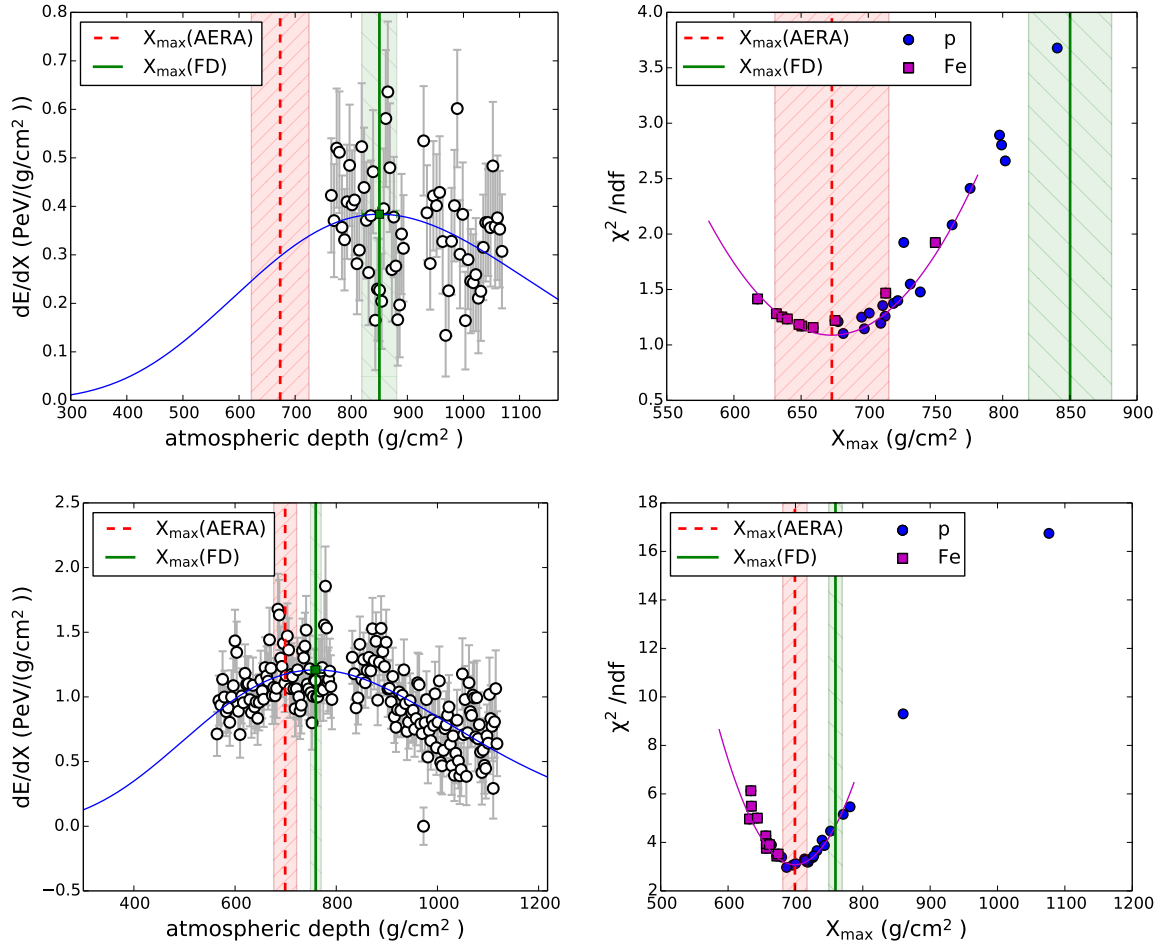 0.8
0.7
0.6
0.5
0.4
0.3
0.2
0.1
0.0
dE/dX (PeV/(g/cm² ))
X_max(AERA)
X_max(FD)
300 400 500 600 700 800 900 1000 1100
atmospheric depth (g/cm² )
4.0
3.5
3.0
2.5
2.0
1.5
1.0
0.5
χ² /ndf
X_max(AERA) p
X_max(FD) Fe
550 600 650 700 750 800 850 900
X_max (g/cm² )
2.5
2.0
1.5
1.0
0.5
0.0
−0.5
dE/dX (PeV/(g/cm² ))
X_max(AERA)
X_max(FD)
400 600 800 1000 1200
atmospheric depth (g/cm² )
18
16
14
12
10
8
6
4
2
χ² /ndf
X_max(AERA) p
X_max(FD) Fe
500 600 700 800 900 1000 1100 1200
X_max (g/cm² )